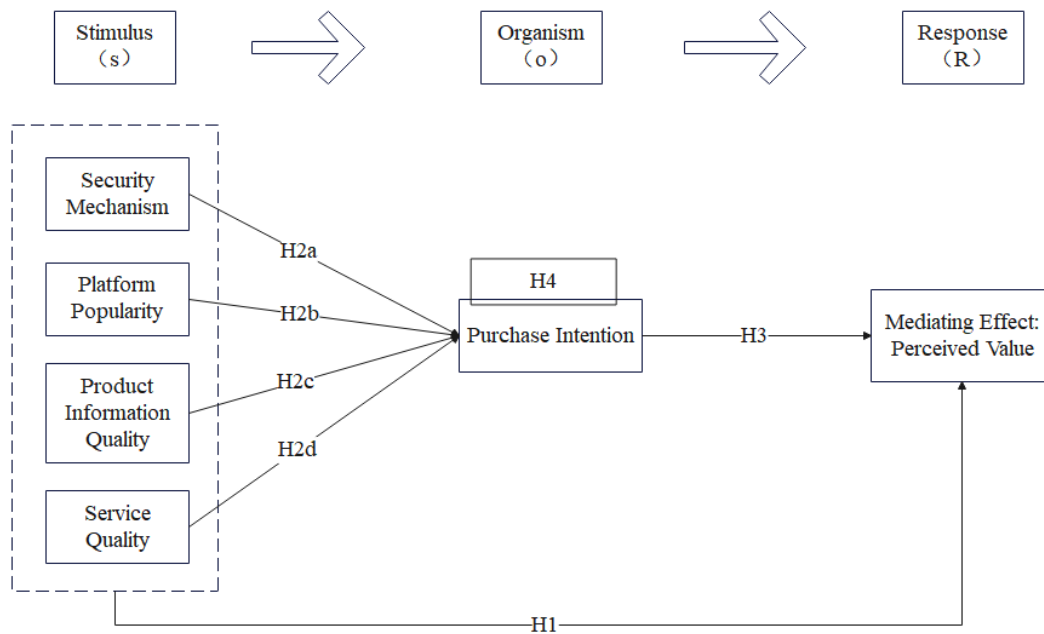 Stimulus
（s）
Organism
（o）
Response
（R）
Security
Mechanism
Platform
Popularity
Product
Information
Quality
Service
Quality
H2a
H2b
H2c
H2d
H4
Purchase Intention
H3
Mediating Effect:
Perceived Value
H1